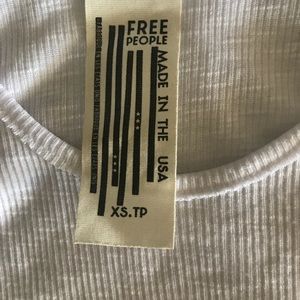 FREE
PEOPLE
MADE IN THE USA
XS.TP